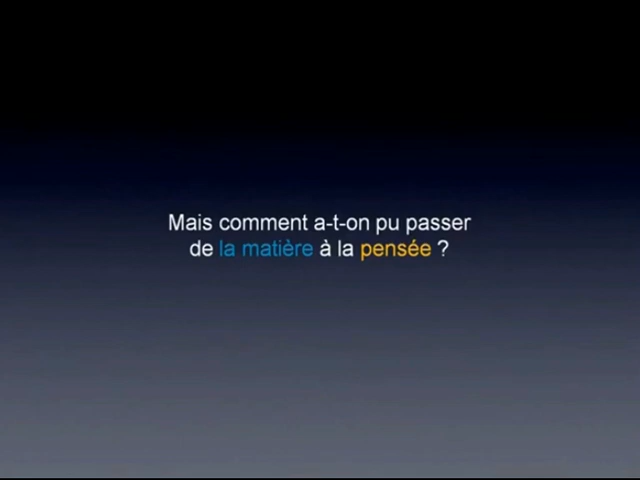 Mais comment a-t-on pu passer
de la matière à la pensée ?